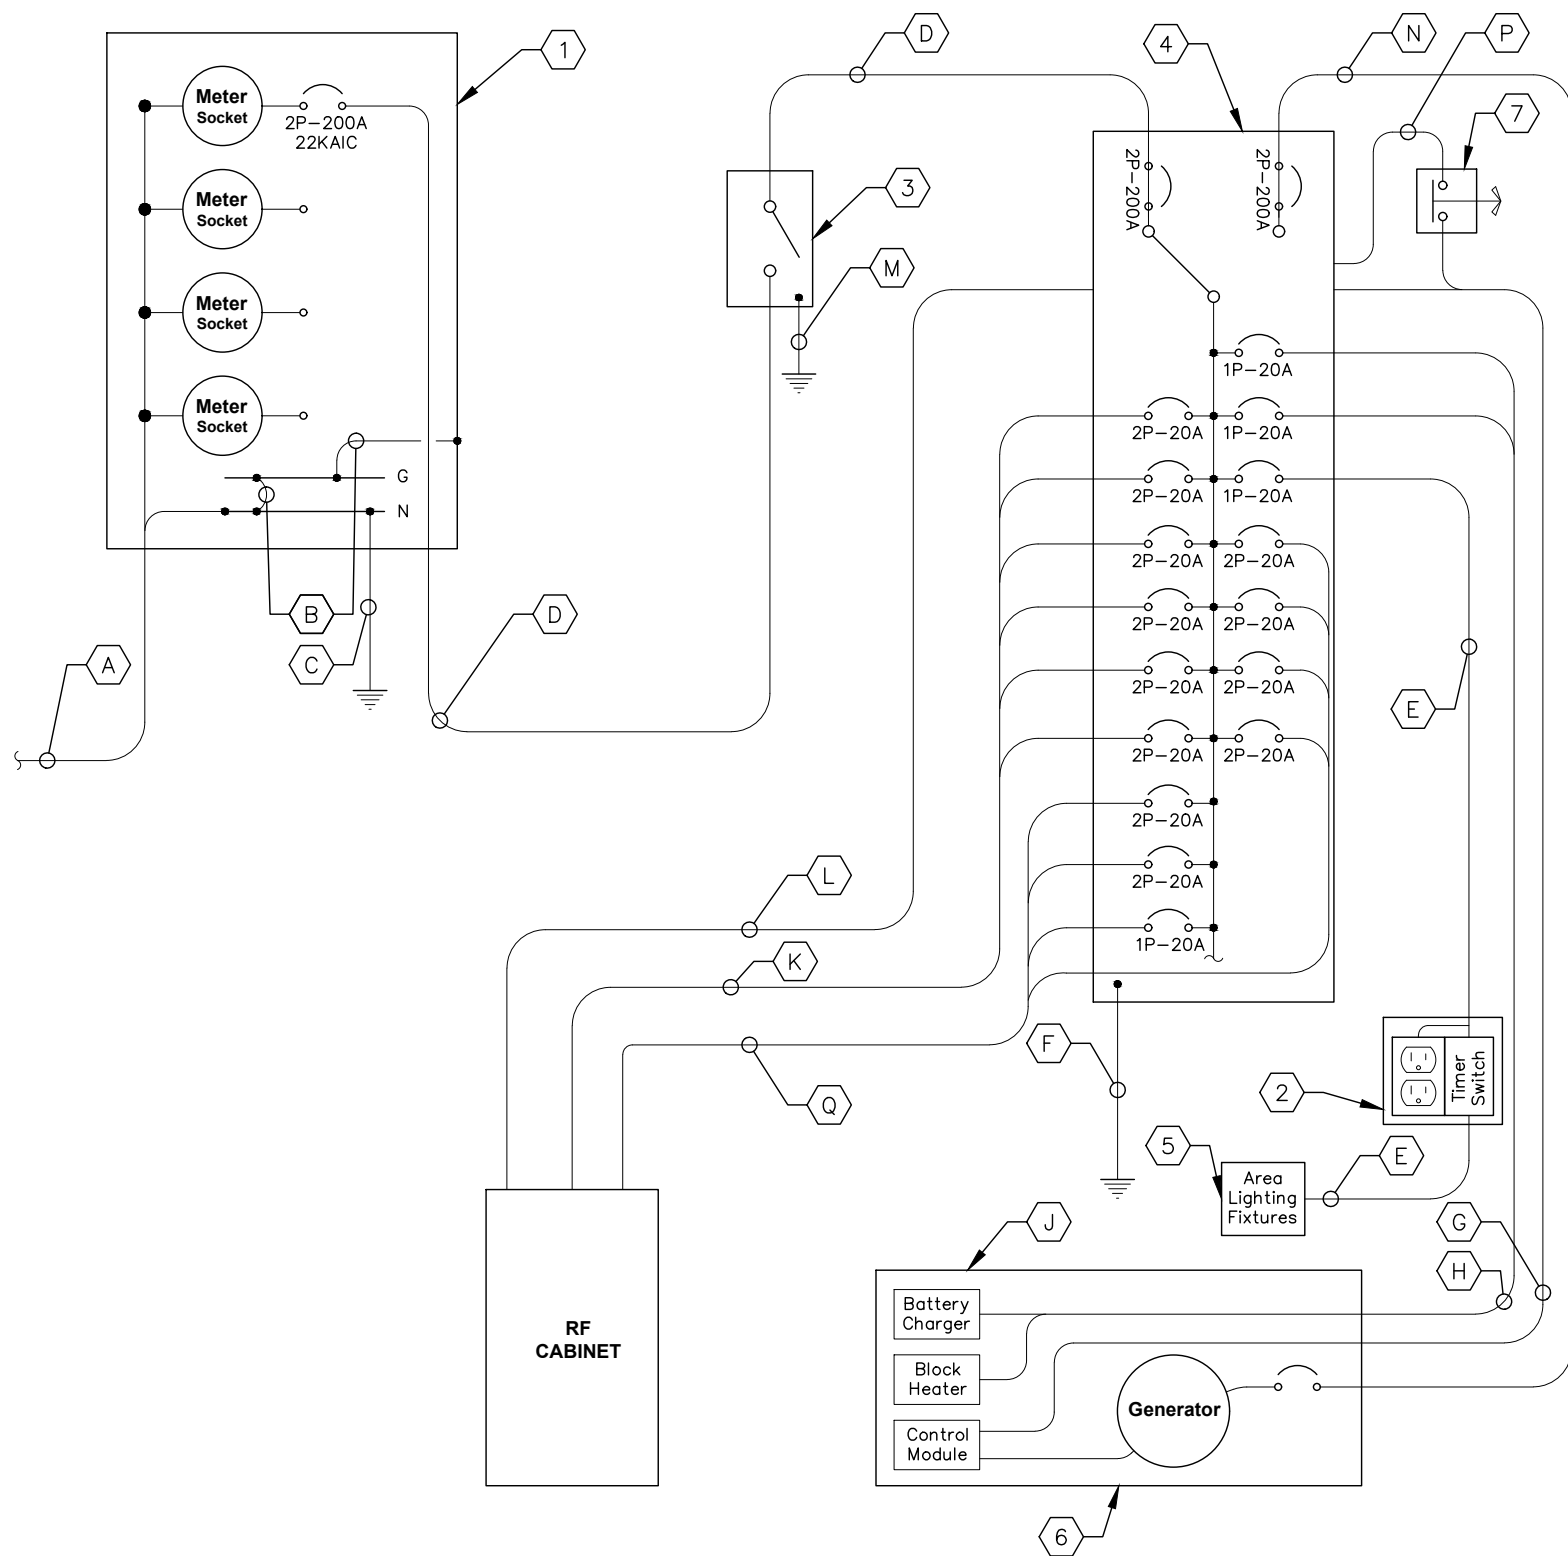 1
D
4
N
P
Meter
Socket
2P-200A
22KAIC
7
2P-200A
2P-200A
Meter
Socket
3
M
Meter
Socket
1P-20A
Meter
Socket
2P-20A
1P-20A
G
N
2P-20A
1P-20A
2P-20A
2P-20A
B
D
2P-20A
2P-20A
C
A
2P-20A
2P-20A
E
2P-20A
2P-20A
2P-20A
L
2P-20A
K
1P-20A
F
Q
2
Timer
Switch
5
E
Area
Lighting
Fixtures
J
G
H
Battery
Charger
RF
CABINET
Block
Heater
Generator
Control
Module
6